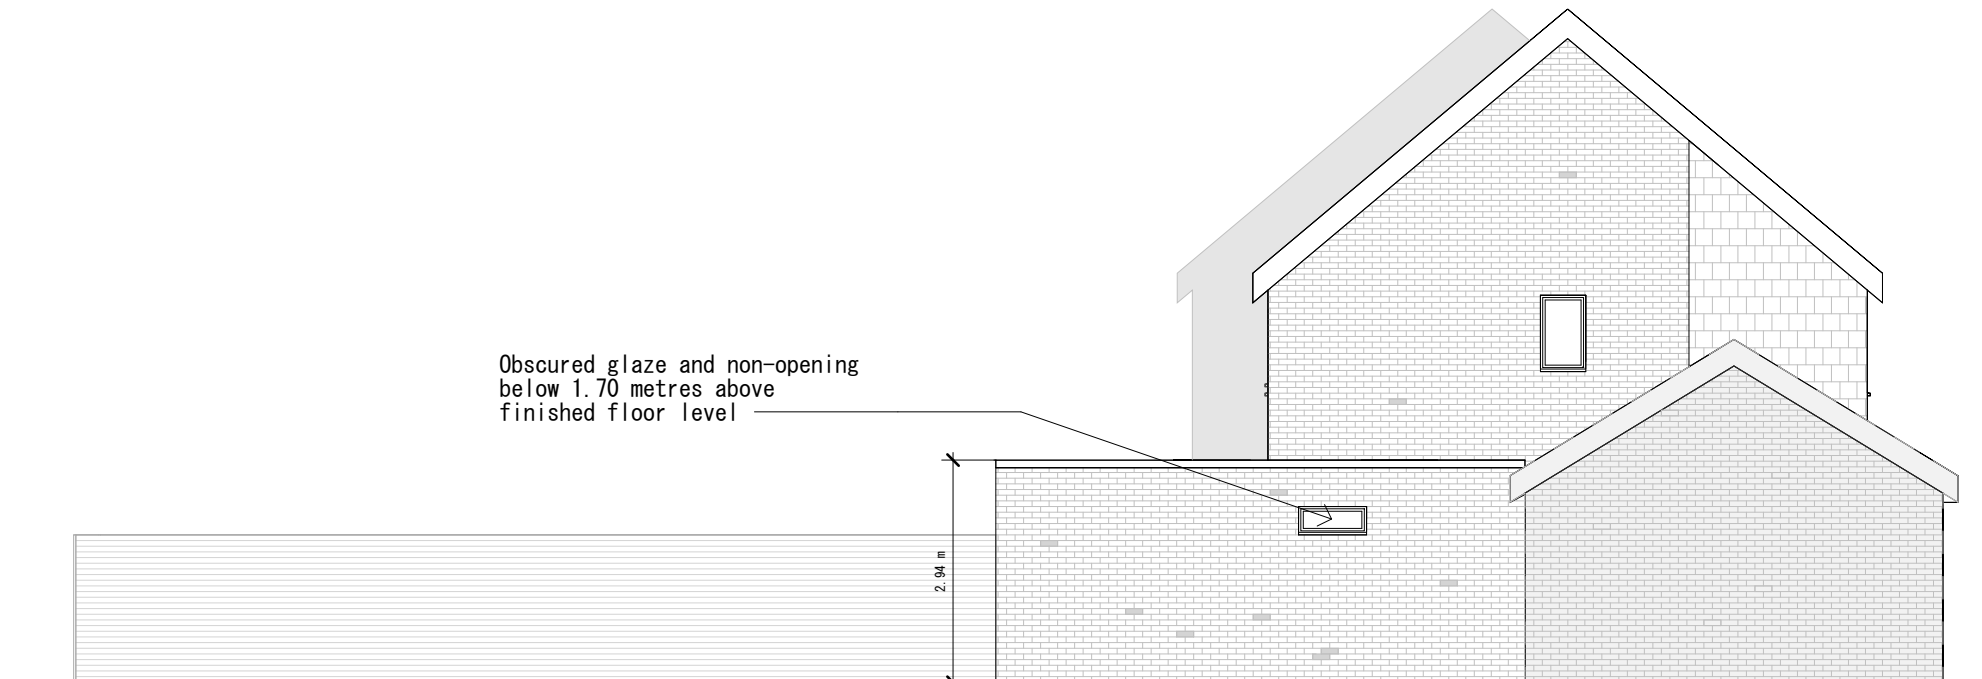 Obscured glaze and non-opening
below 1.70 metres above
finished floor level
2.94 m